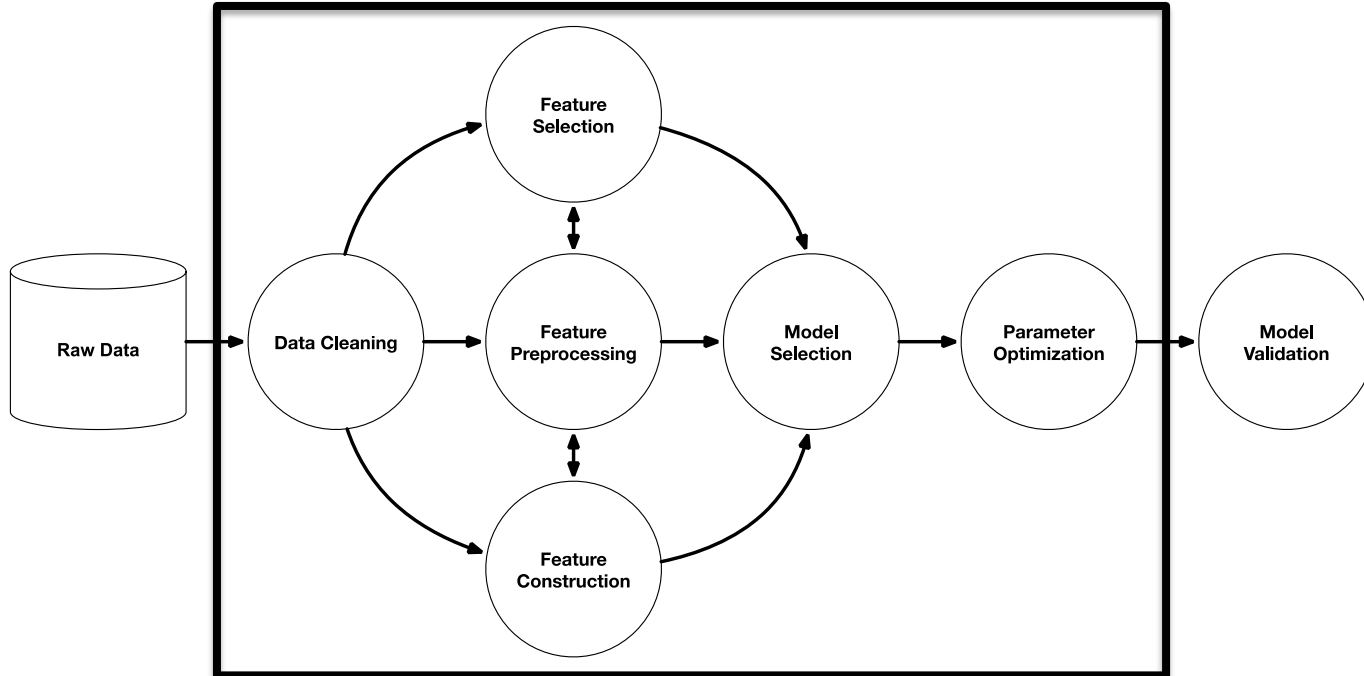 Feature
Selection
Raw Data
Data Cleaning
Feature
Preprocessing
Model
Selection
Parameter
Optimization
Model
Validation
Feature
Construction